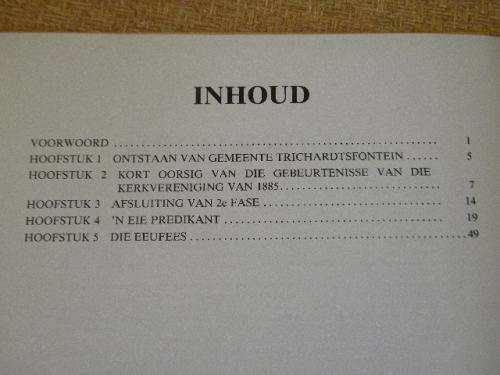 INHOUD
VOORWOORD ........................................................ 1
HOOFSTUK 1 ONTSTAAN VAN GEMEENTE TRICHARDTSFONTEIN ...... 5
HOOFSTUK 2 KORT OORSIG VAN DIE GEBEURTENISSE VAN DIE
KERKVERENIGING VAN 1885............................... 7
HOOFSTUK 3 AFSLUITING VAN 2e FASE ................................ 14
HOOFSTUK 4 'N EIE PREDIKANT ...................................... 19
HOOFSTUK 5 DIE EEUFEES ............................................49